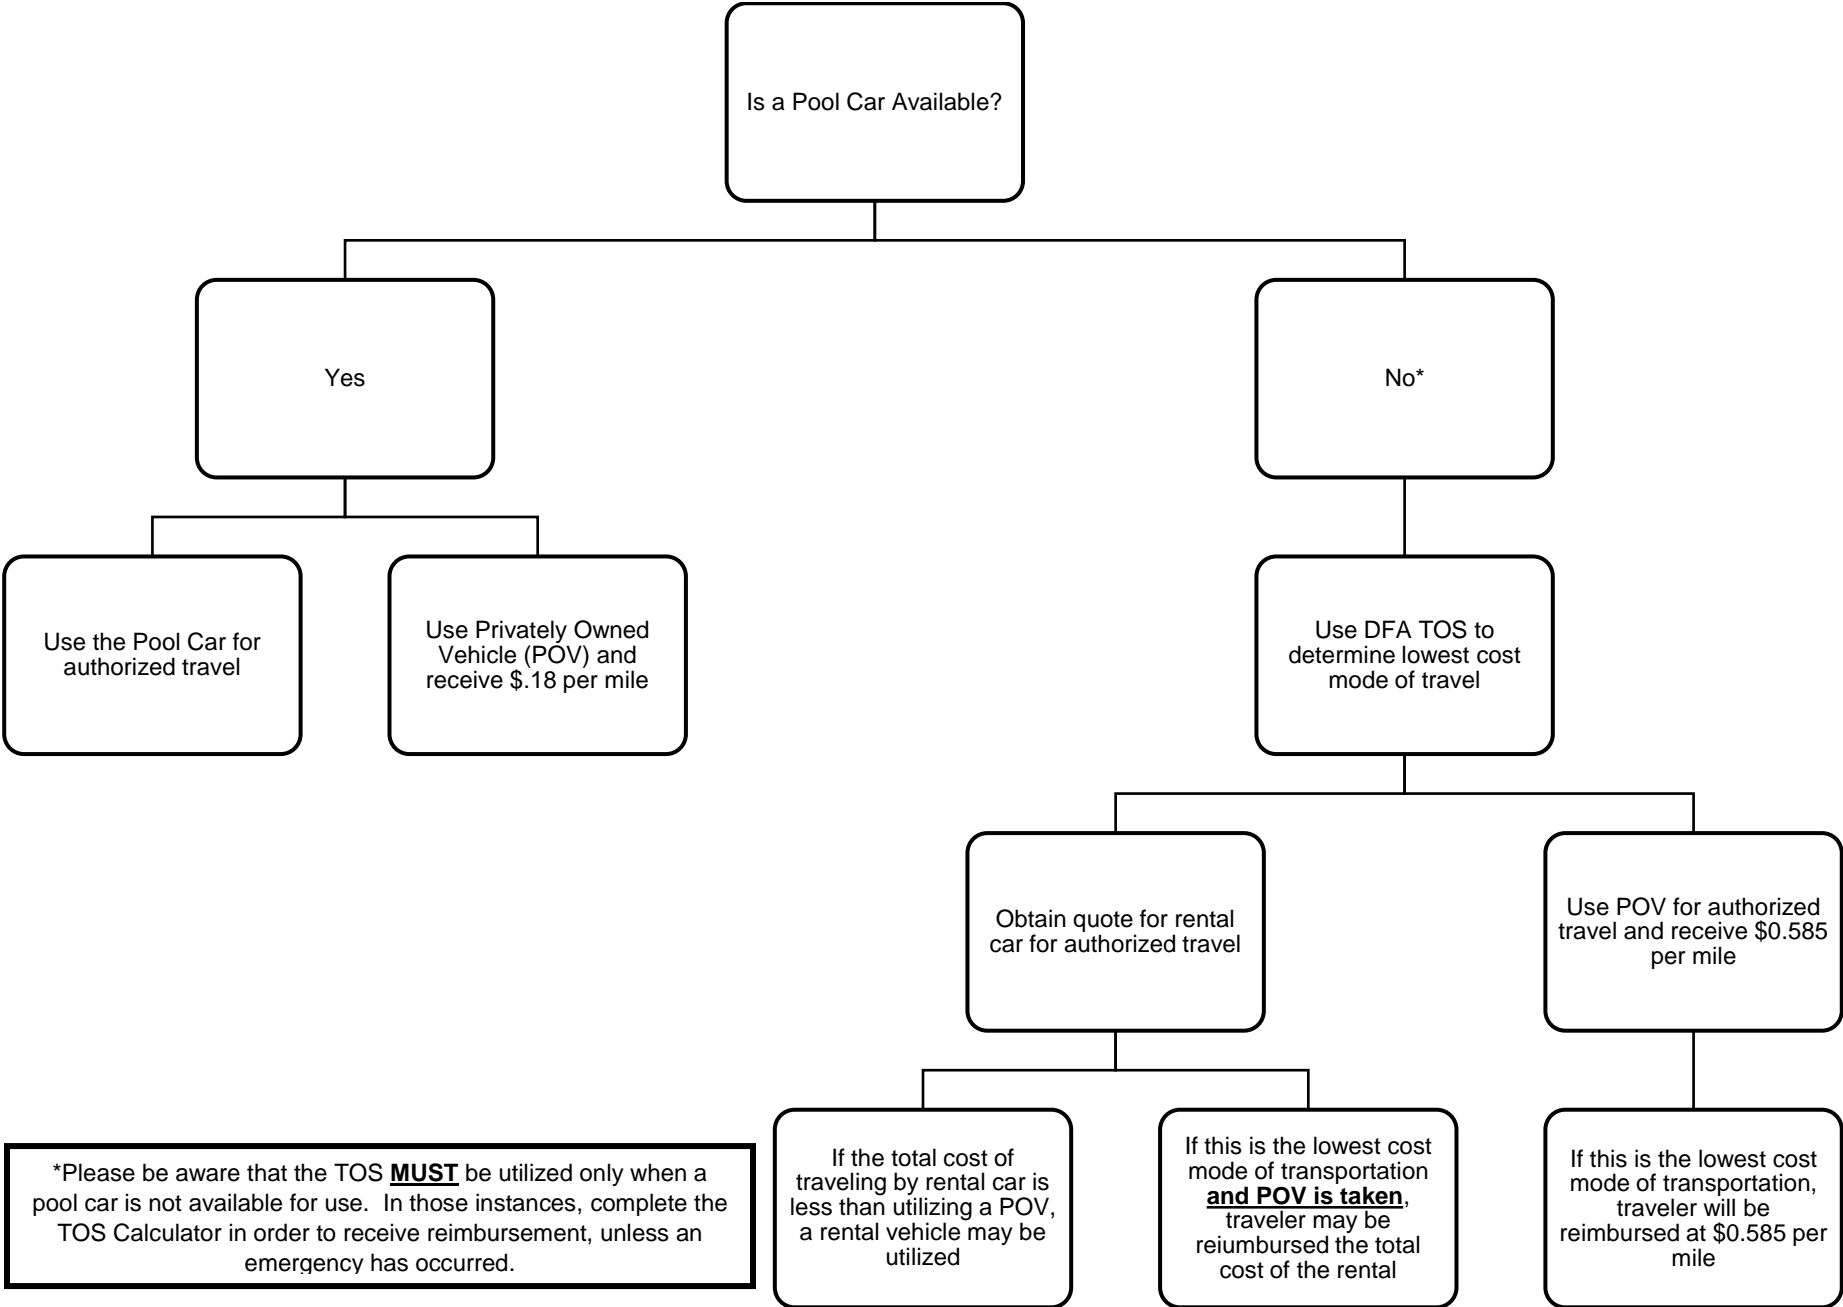 Is a Pool Car Available?
Yes
No*
Use the Pool Car for
authorized travel
Use Privately Owned
Vehicle (POV) and
receive $.18 per mile
Use DFA TOS to
determine lowest cost
mode of travel
Obtain quote for rental
car for authorized travel
Use POV for authorized
travel and receive $0.585
per mile
If the total cost of
traveling by rental car is
less than utilizing a POV,
a rental vehicle may be
utilized
If this is the lowest cost
mode of transportation
and POV is taken,
traveler may be
reiumbursed the total
cost of the rental
If this is the lowest cost
mode of transportation,
traveler will be
reimbursed at $0.585 per
mile
*Please be aware that the TOS MUST be utilized only when a
pool car is not available for use. In those instances, complete the
TOS Calculator in order to receive reimbursement, unless an
emergency has occurred.